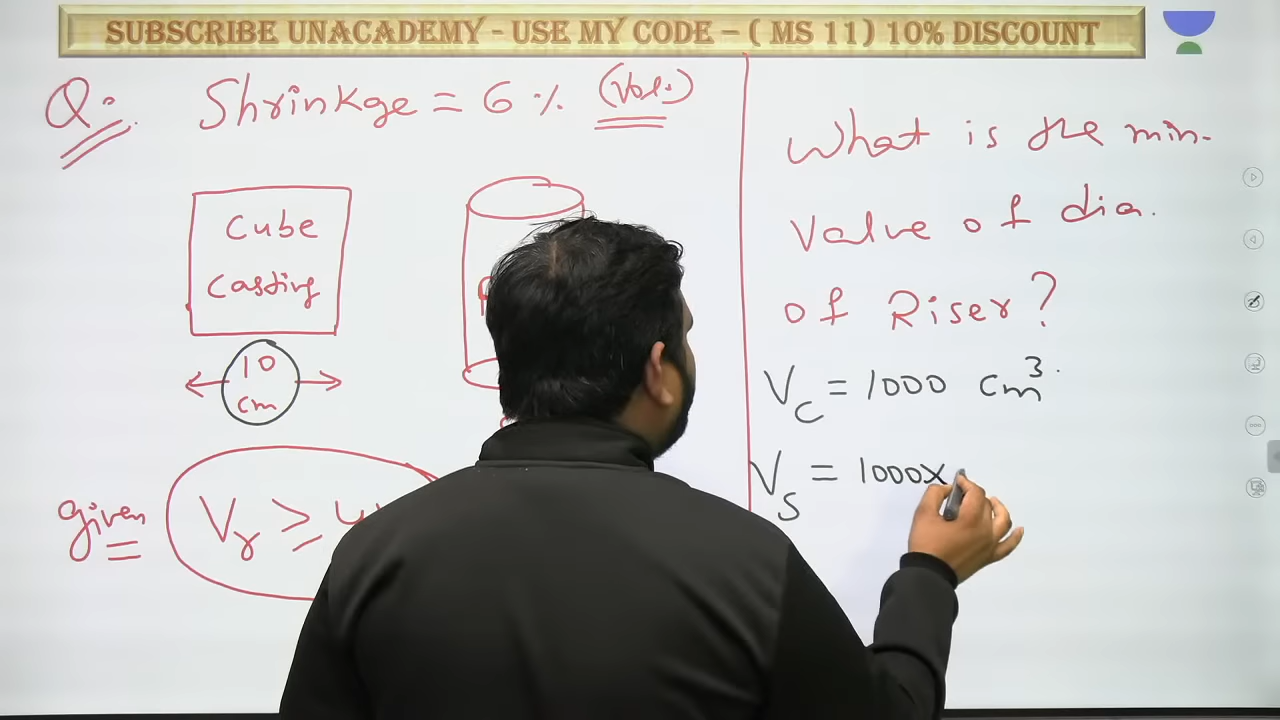 SUBSCRIBE UNACADEMY - USE MY CODE – ( MS 11) 10% DISCOUNT
Q: Shrinkge = 6 % (Vol.)
Cube
Casting
10
cm
given
Vr ≥
What is the min.
Value of dia.
of Riser?
Vc = 1000 cm³.
Vs = 1000x